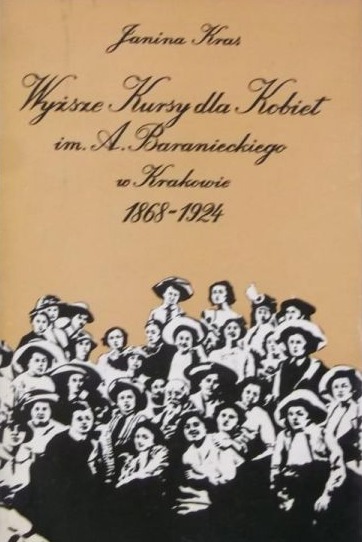 Janina Kras
Wyższe Kursy dla Kobiet
im. A. Baranieckiego
w Krakowie
1868-1924